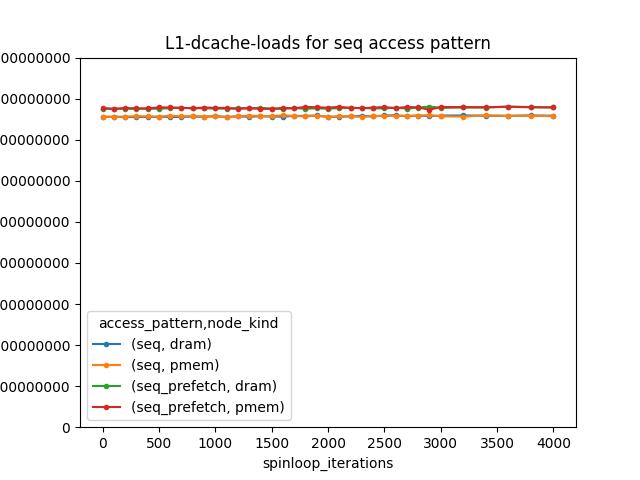 L1-dcache-loads for seq access pattern
0
access_pattern,node_kind
(seq, dram)
(seq, pmem)
(seq_prefetch, dram)
(seq_prefetch, pmem)
0 500 1000 1500 2000 2500 3000 3500 4000
spinloop_iterations